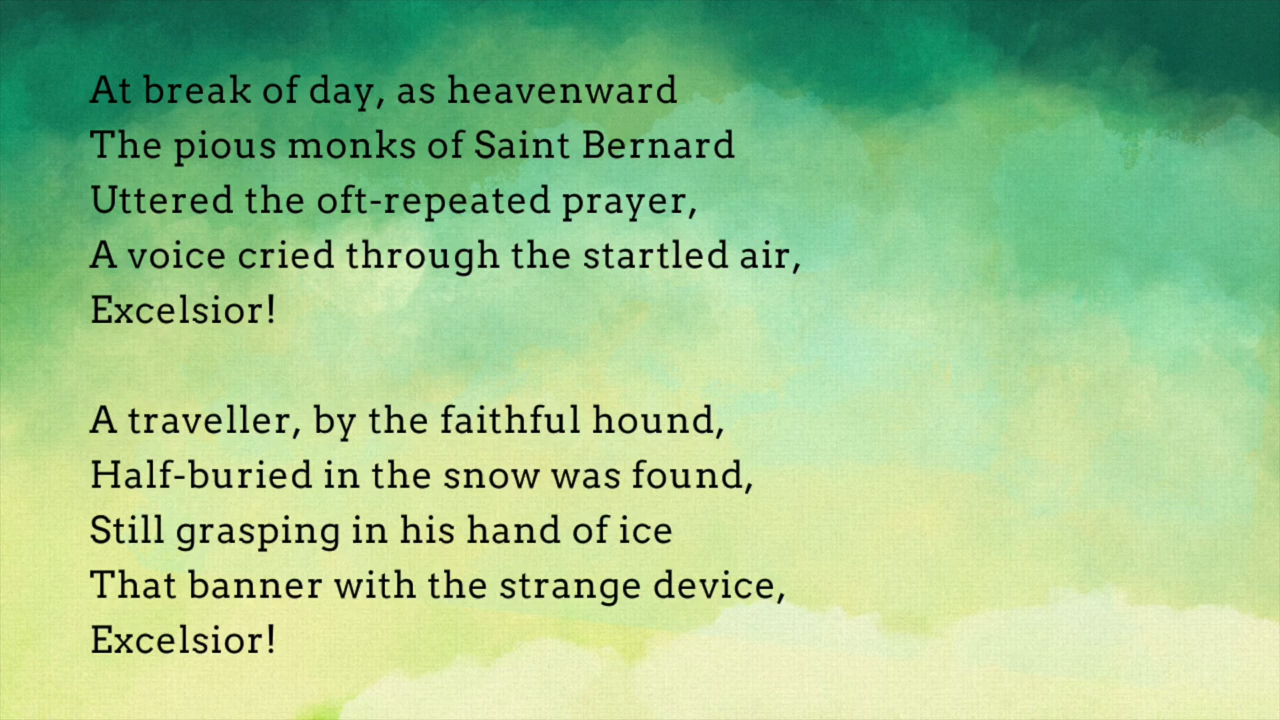 At break of day, as heavenward
The pious monks of Saint Bernard
Uttered the oft-repeated prayer,
A voice cried through the startled air,
Excelsior!
A traveller, by the faithful hound,
Half-buried in the snow was found,
Still grasping in his hand of ice
That banner with the strange device,
Excelsior!